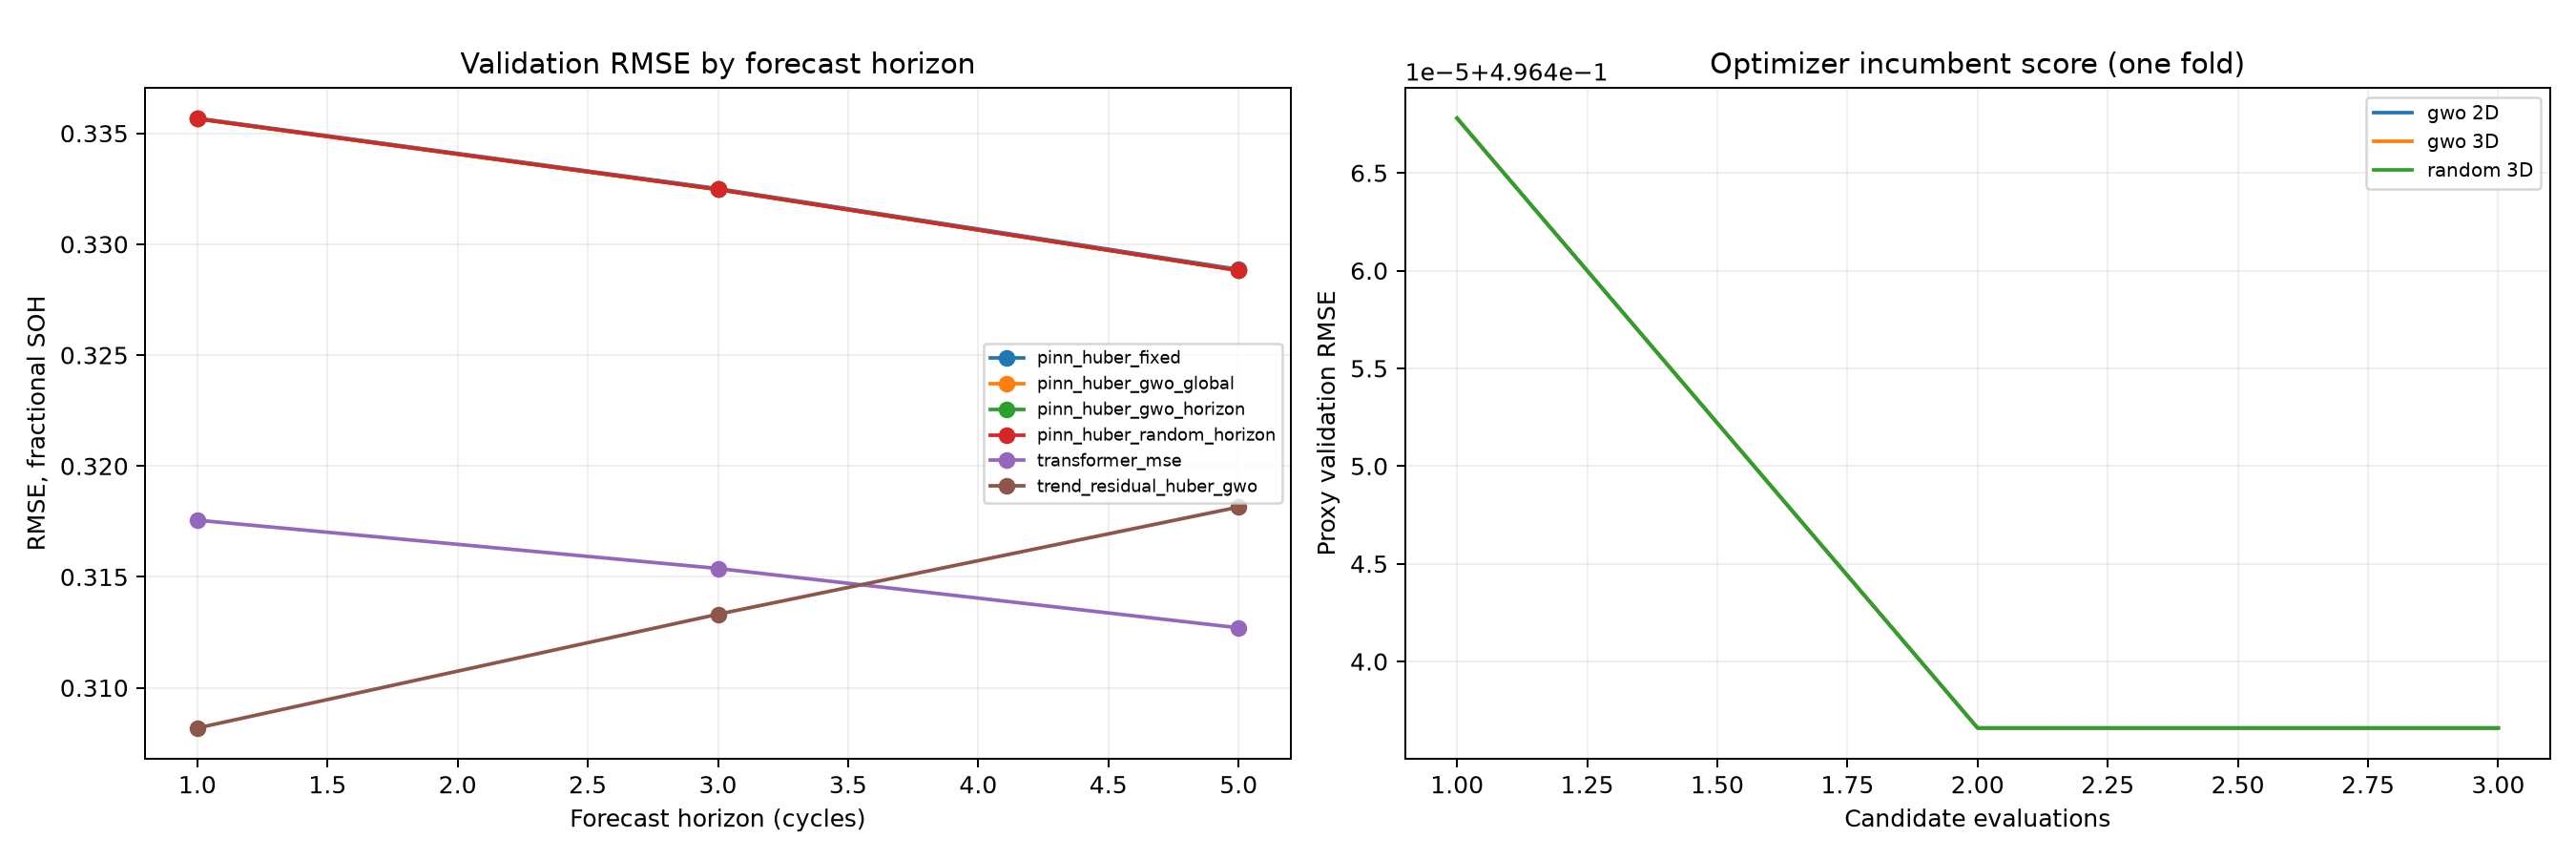 Validation RMSE by forecast horizon
RMSE, fractional SOH
0.335
0.330
0.325
0.320
0.315
0.310
pinn_huber_fixed
pinn_huber_gwo_global
pinn_huber_gwo_horizon
pinn_huber_random_horizon
transformer_mse
trend_residual_huber_gwo
1.0 1.5 2.0 2.5 3.0 3.5 4.0 4.5 5.0
Forecast horizon (cycles)
Optimizer incumbent score (one fold)
1e−5+4.964e−1
Proxy validation RMSE
6.5
6.0
5.5
5.0
4.5
4.0
gwo 2D
gwo 3D
random 3D
1.00 1.25 1.50 1.75 2.00 2.25 2.50 2.75 3.00
Candidate evaluations